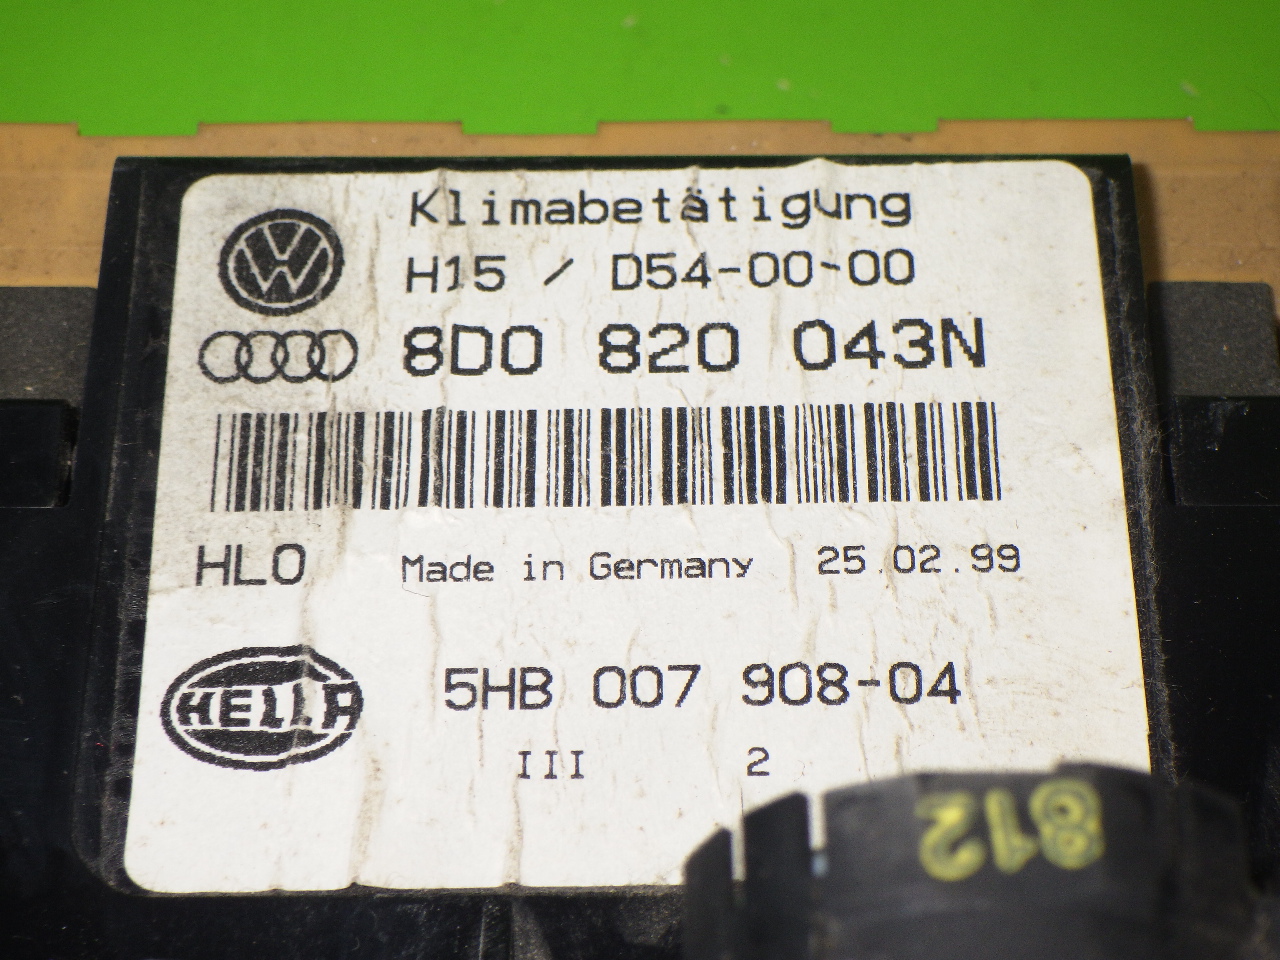 Klimabetätigung
H15 / D54-00-00
8D0 820 043N
HLO Made in Germany 25.02.99
HELLA 5HB 007 908-04
III 2
812